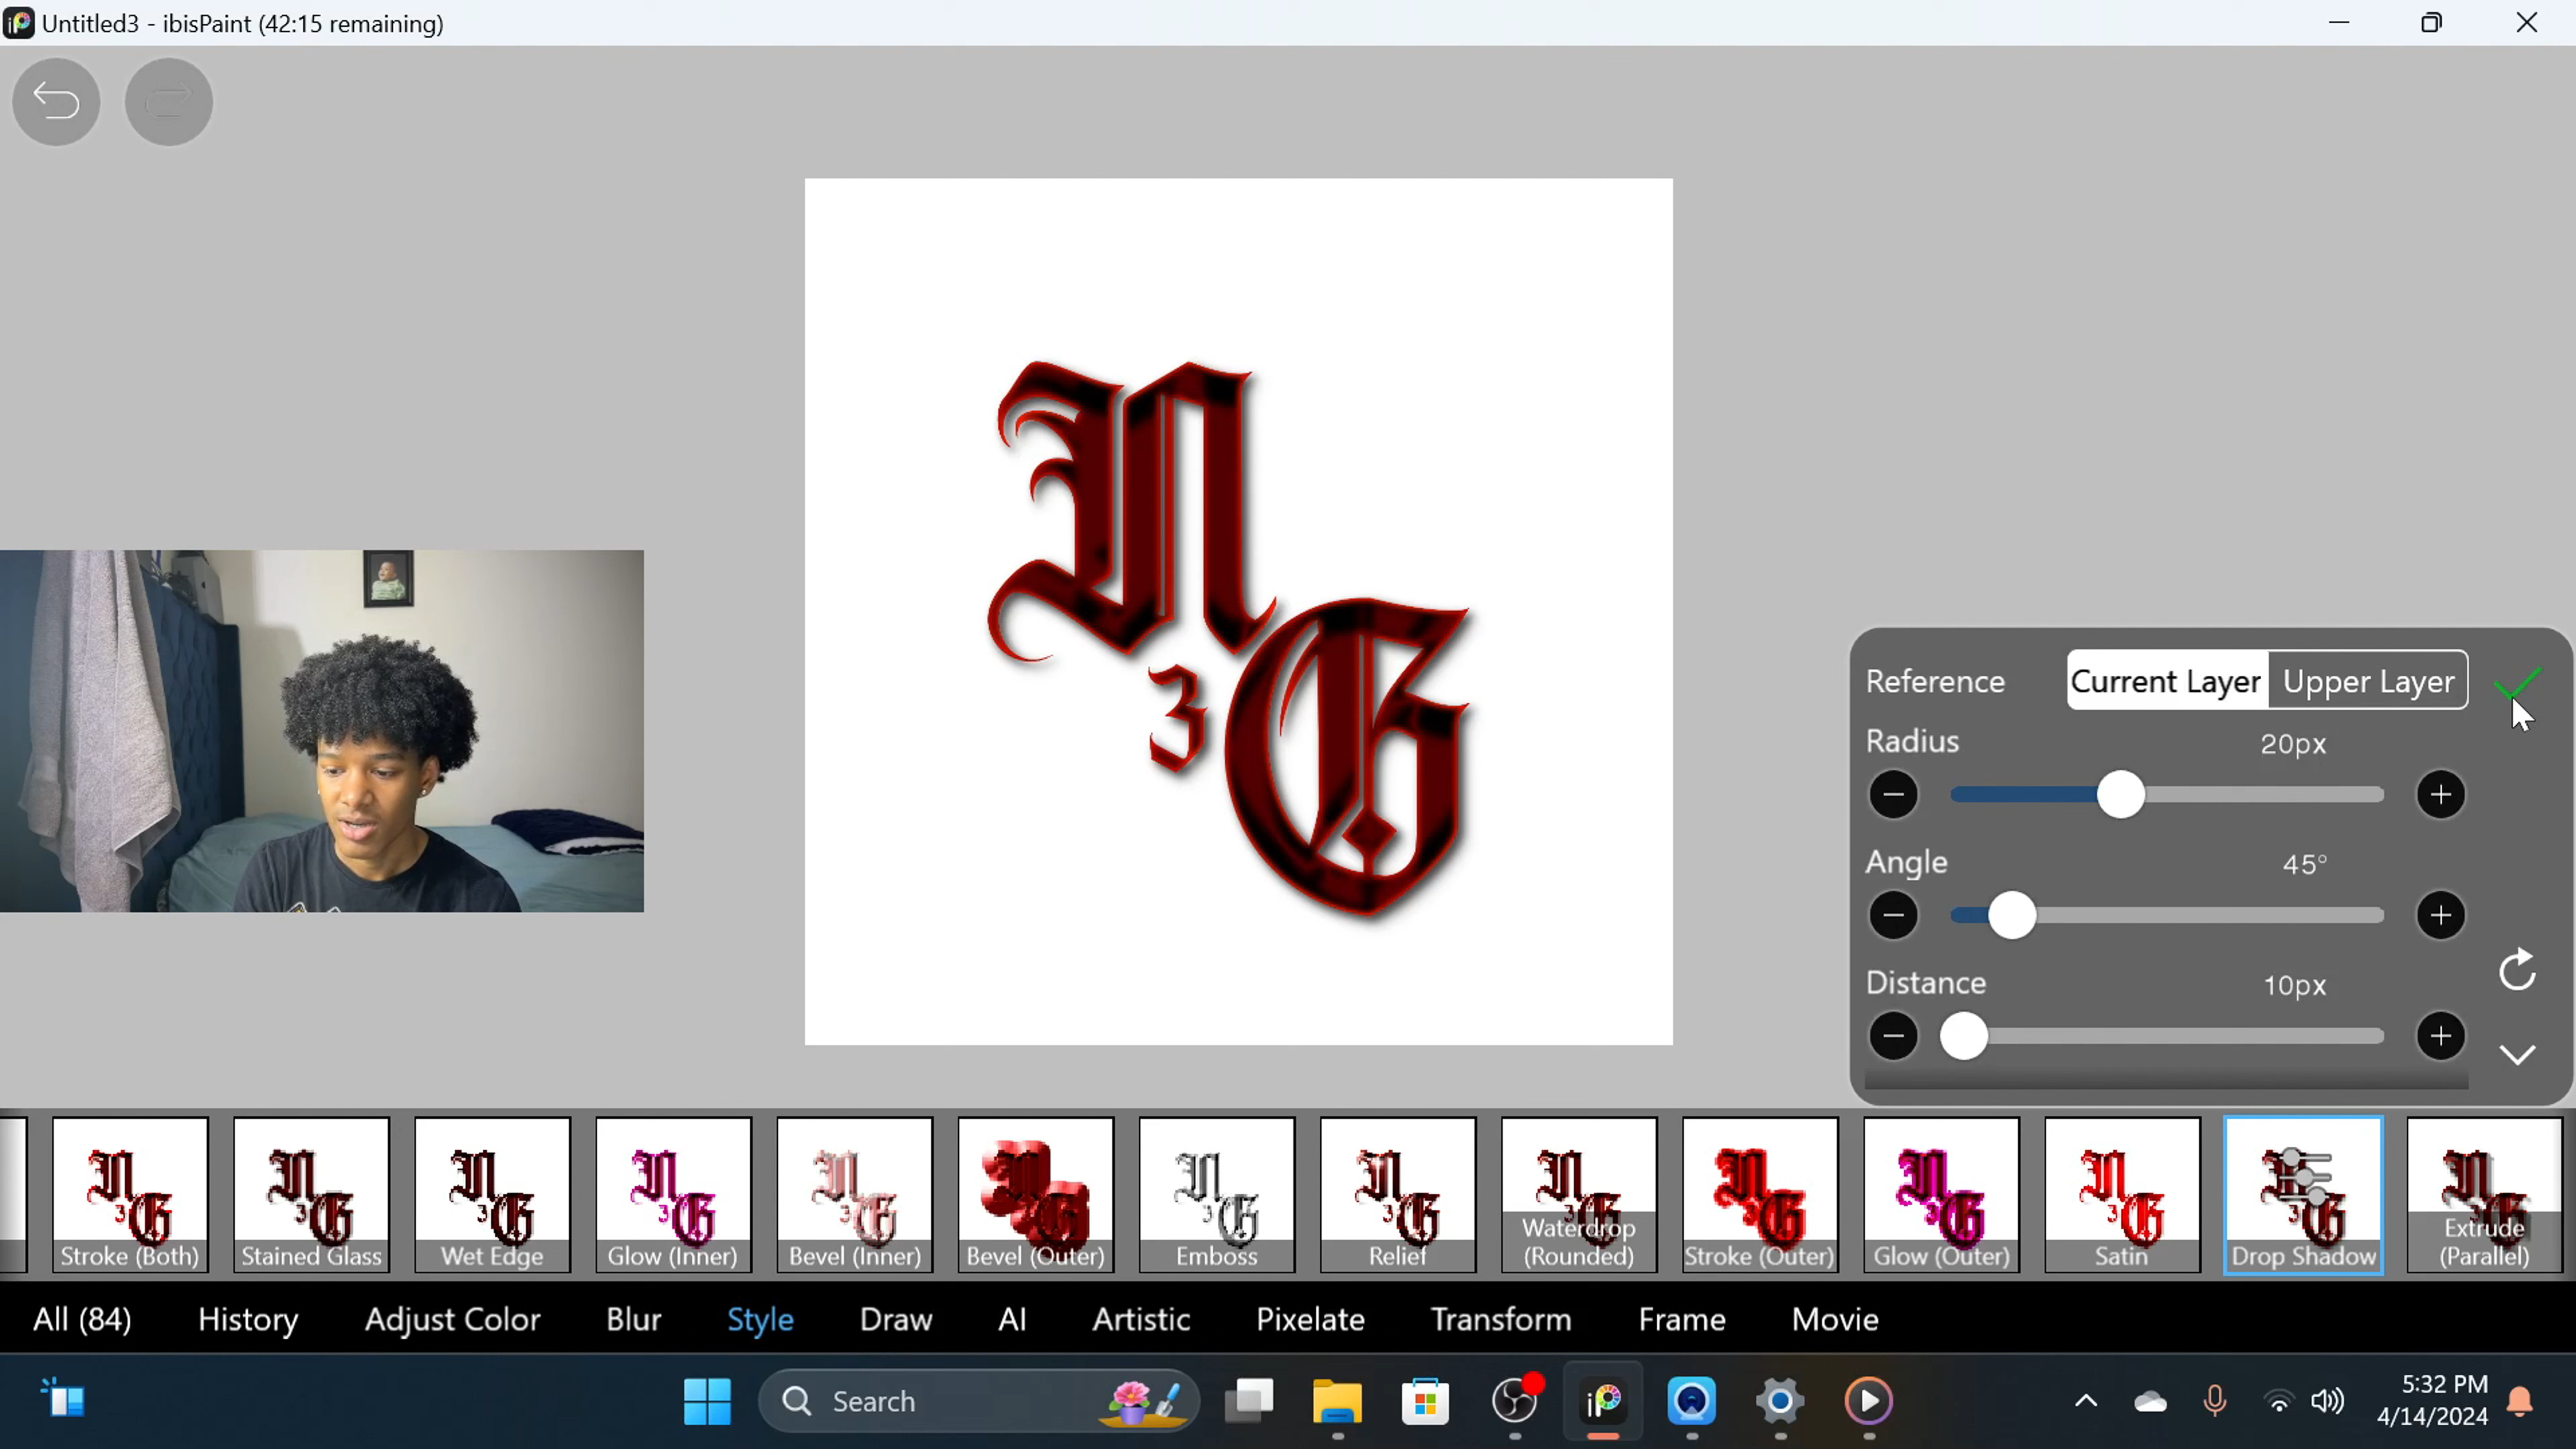 Untitled3 - ibisPaint (42:15 remaining)
N
3
G
Reference Current Layer Upper Layer
Radius 20px
Angle 45°
Distance 10px
Stroke (Both)
Stained Glass
Wet Edge
Glow (Inner)
Bevel (Inner)
Bevel (Outer)
Emboss
Relief
Waterdrop
(Rounded)
Stroke (Outer)
Glow (Outer)
Satin
Drop Shadow
Extrude
(Parallel)
All (84) History Adjust Color Blur Style Draw AI Artistic Pixelate Transform Frame Movie
Search
5:32 PM
4/14/2024